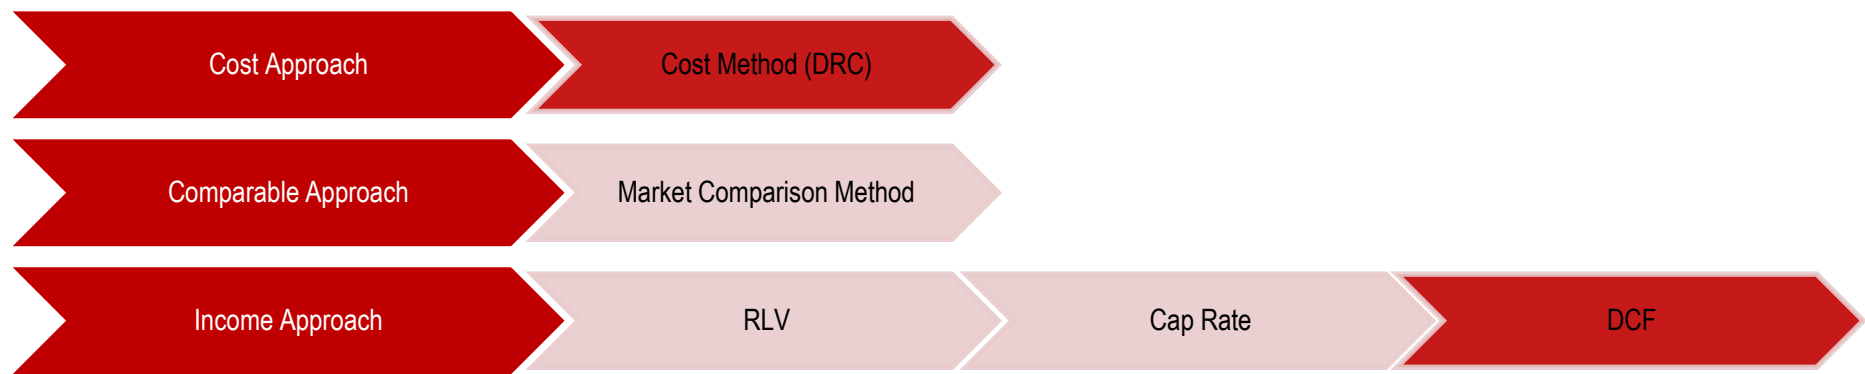 Cost Approach
Cost Method (DRC)
Comparable Approach
Market Comparison Method
Income Approach
RLV
Cap Rate
DCF